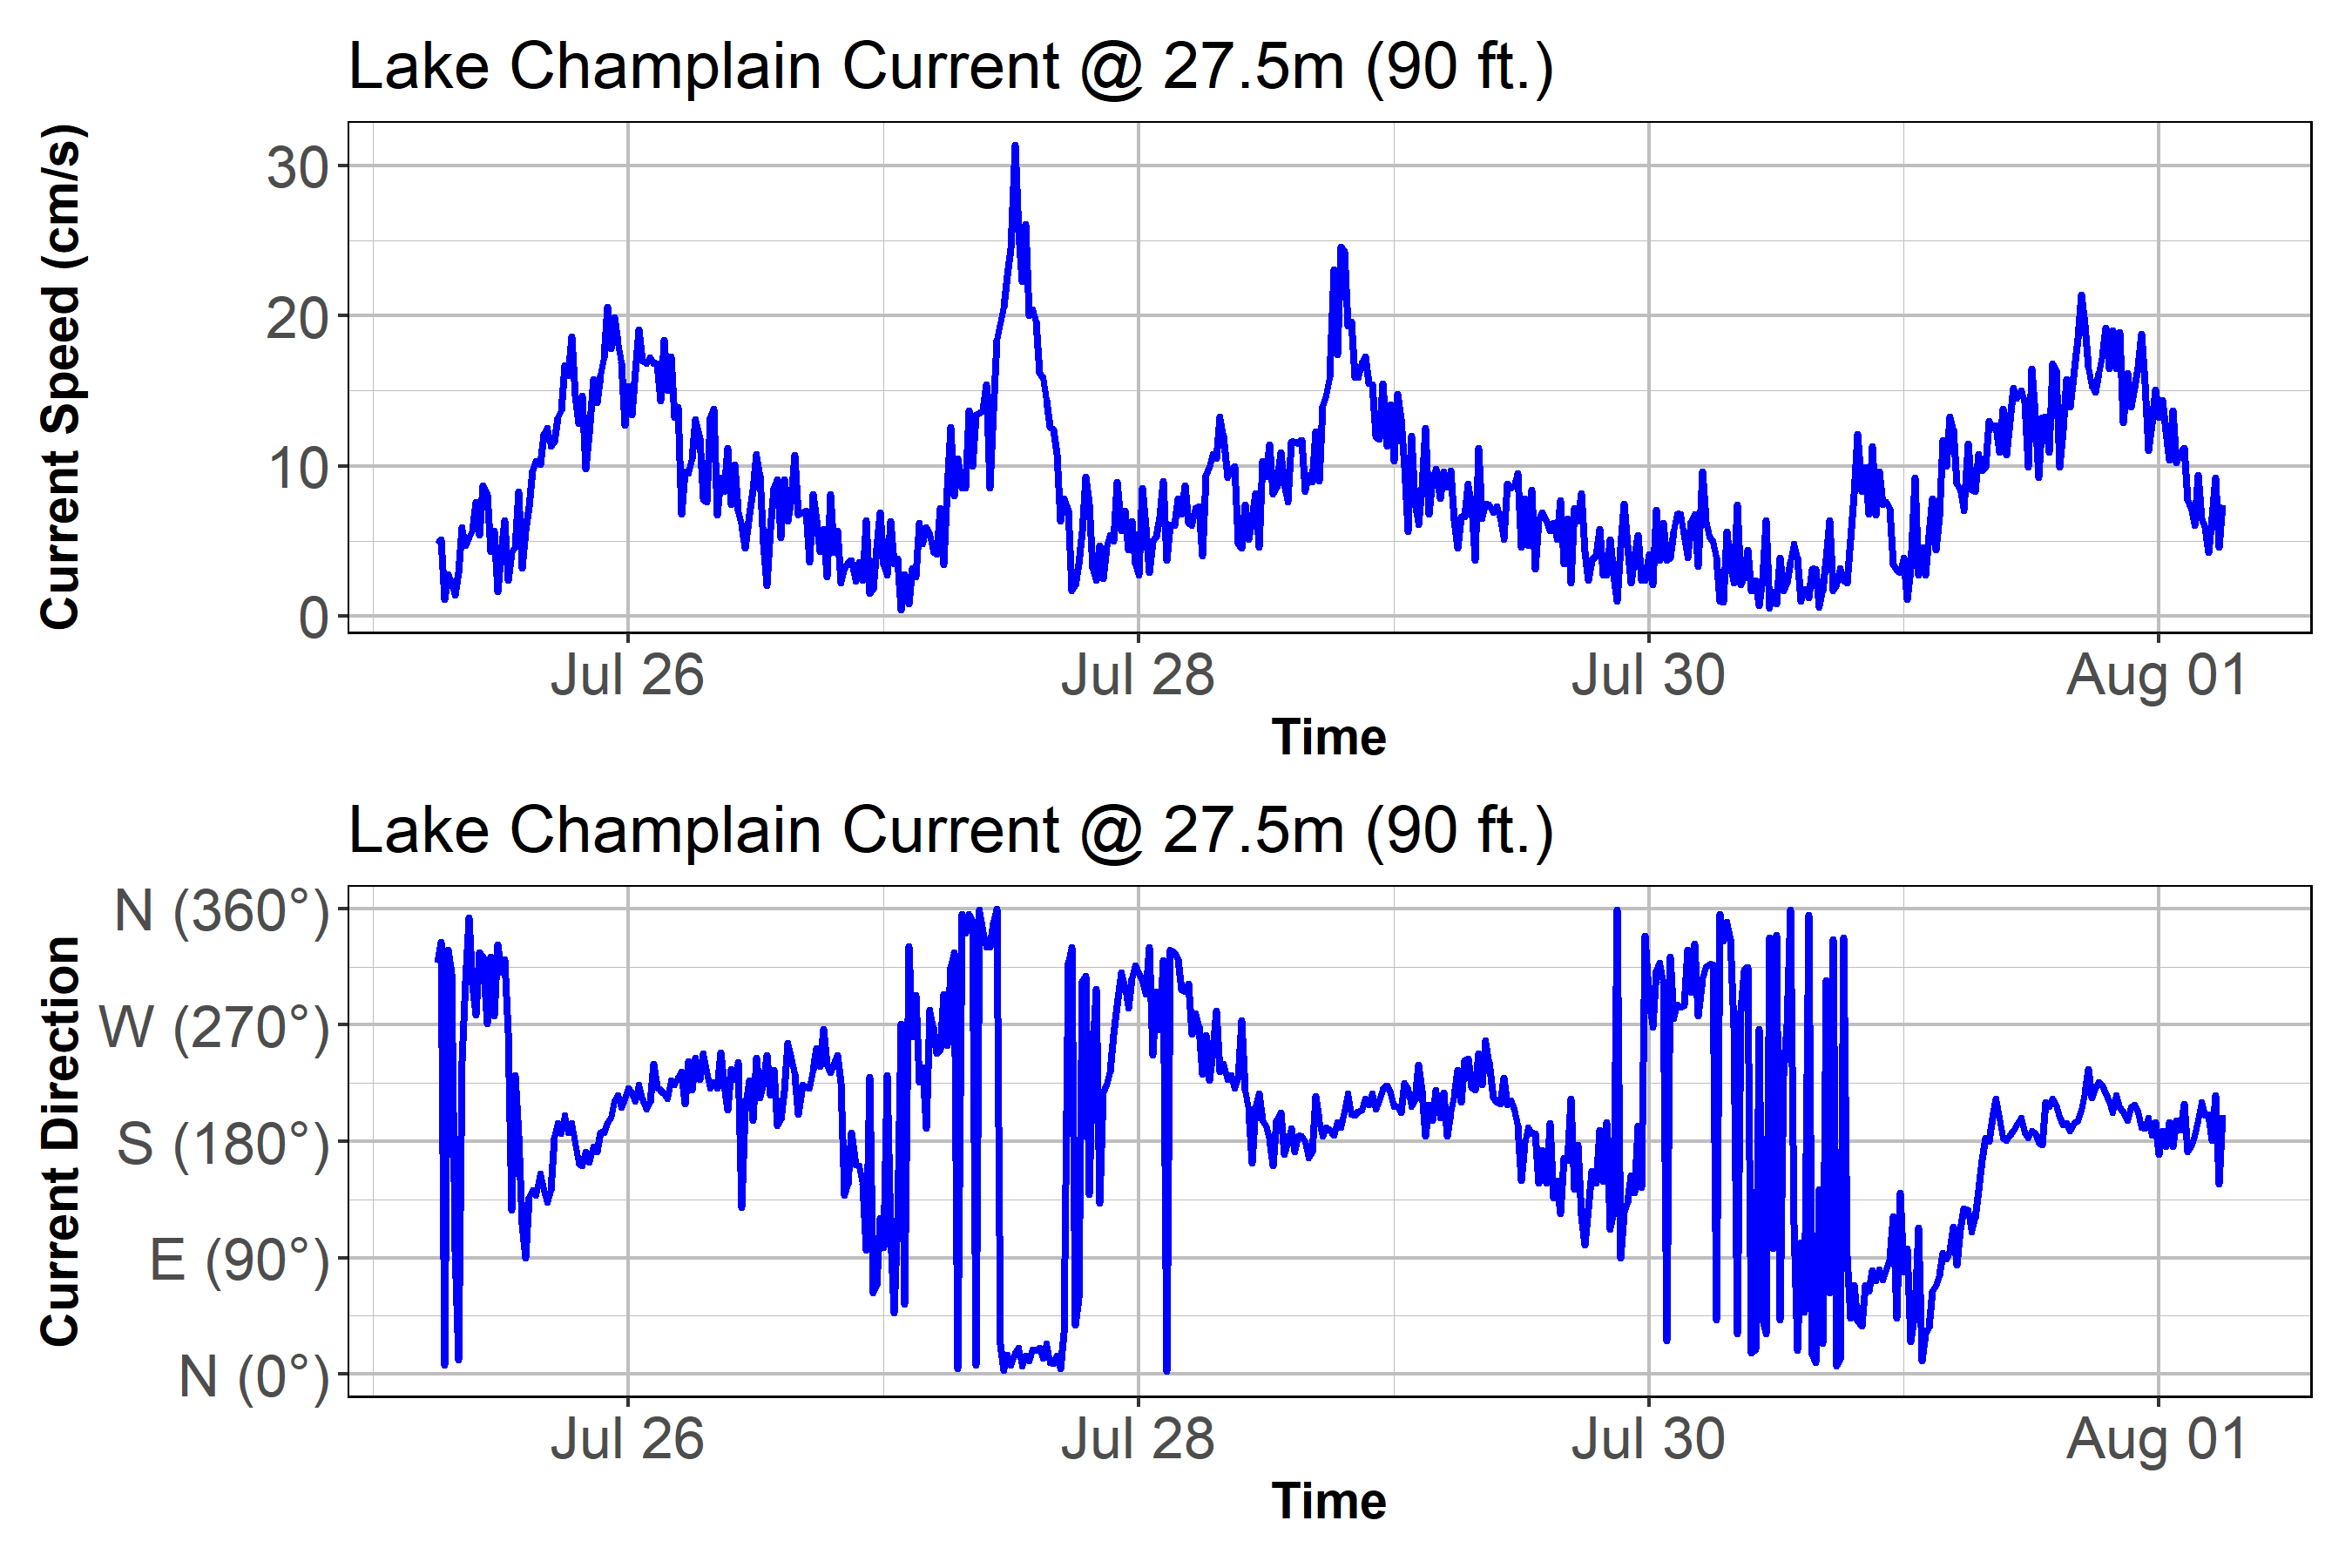 Lake Champlain Current @ 27.5m (90 ft.)
Current Speed (cm/s)
30
20
10
0
Jul 26 Jul 28 Jul 30 Aug 01
Time
Lake Champlain Current @ 27.5m (90 ft.)
Current Direction
N (360°)
W (270°)
S (180°)
E (90°)
N (0°)
Jul 26 Jul 28 Jul 30 Aug 01
Time